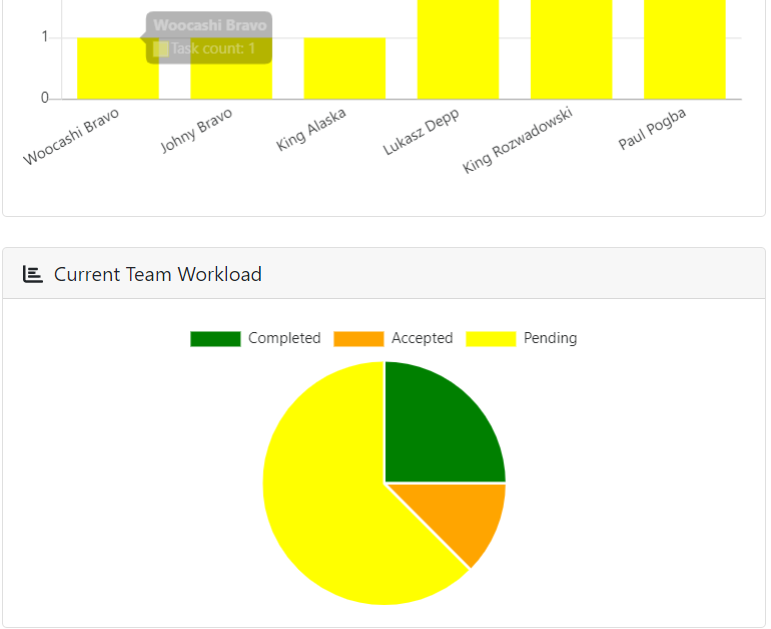 Woocashi Bravo
Task count: 1
1
0
Woocashi Bravo
Johny Bravo
King Alaska
Lukasz Depp
King Rozwadowski
Paul Pogba
Current Team Workload
Completed Accepted Pending